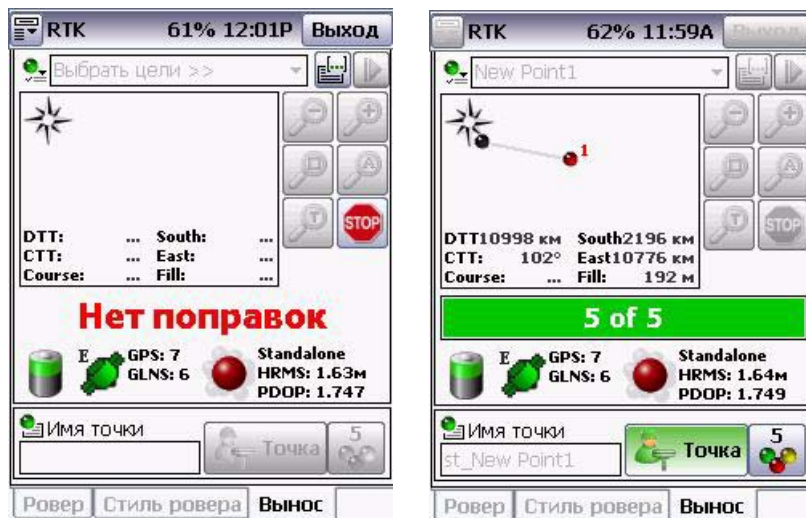 RTK 61% 12:01P Выход
Выбрать цели >>
DTT: ... South: ...
CTT: ... East: ...
Course: ... Fill: ...
STOP
Нет поправок
E GPS: 7 Standalone
GLNS: 6 HRMS: 1.63м
PDOP: 1.747
Имя точки
Точка 5
Ровер Стиль ровера Вынос
RTK 62% 11:59A Выход
New Point1
1
DTT10998 км South2196 км
CTT: 102° East10776 км
Course: ... Fill: 192 м
STOP
5 of 5
E GPS: 7 Standalone
GLNS: 6 HRMS: 1.64м
PDOP: 1.749
Имя точки
st_New Point1 Точка 5
Ровер Стиль ровера Вынос